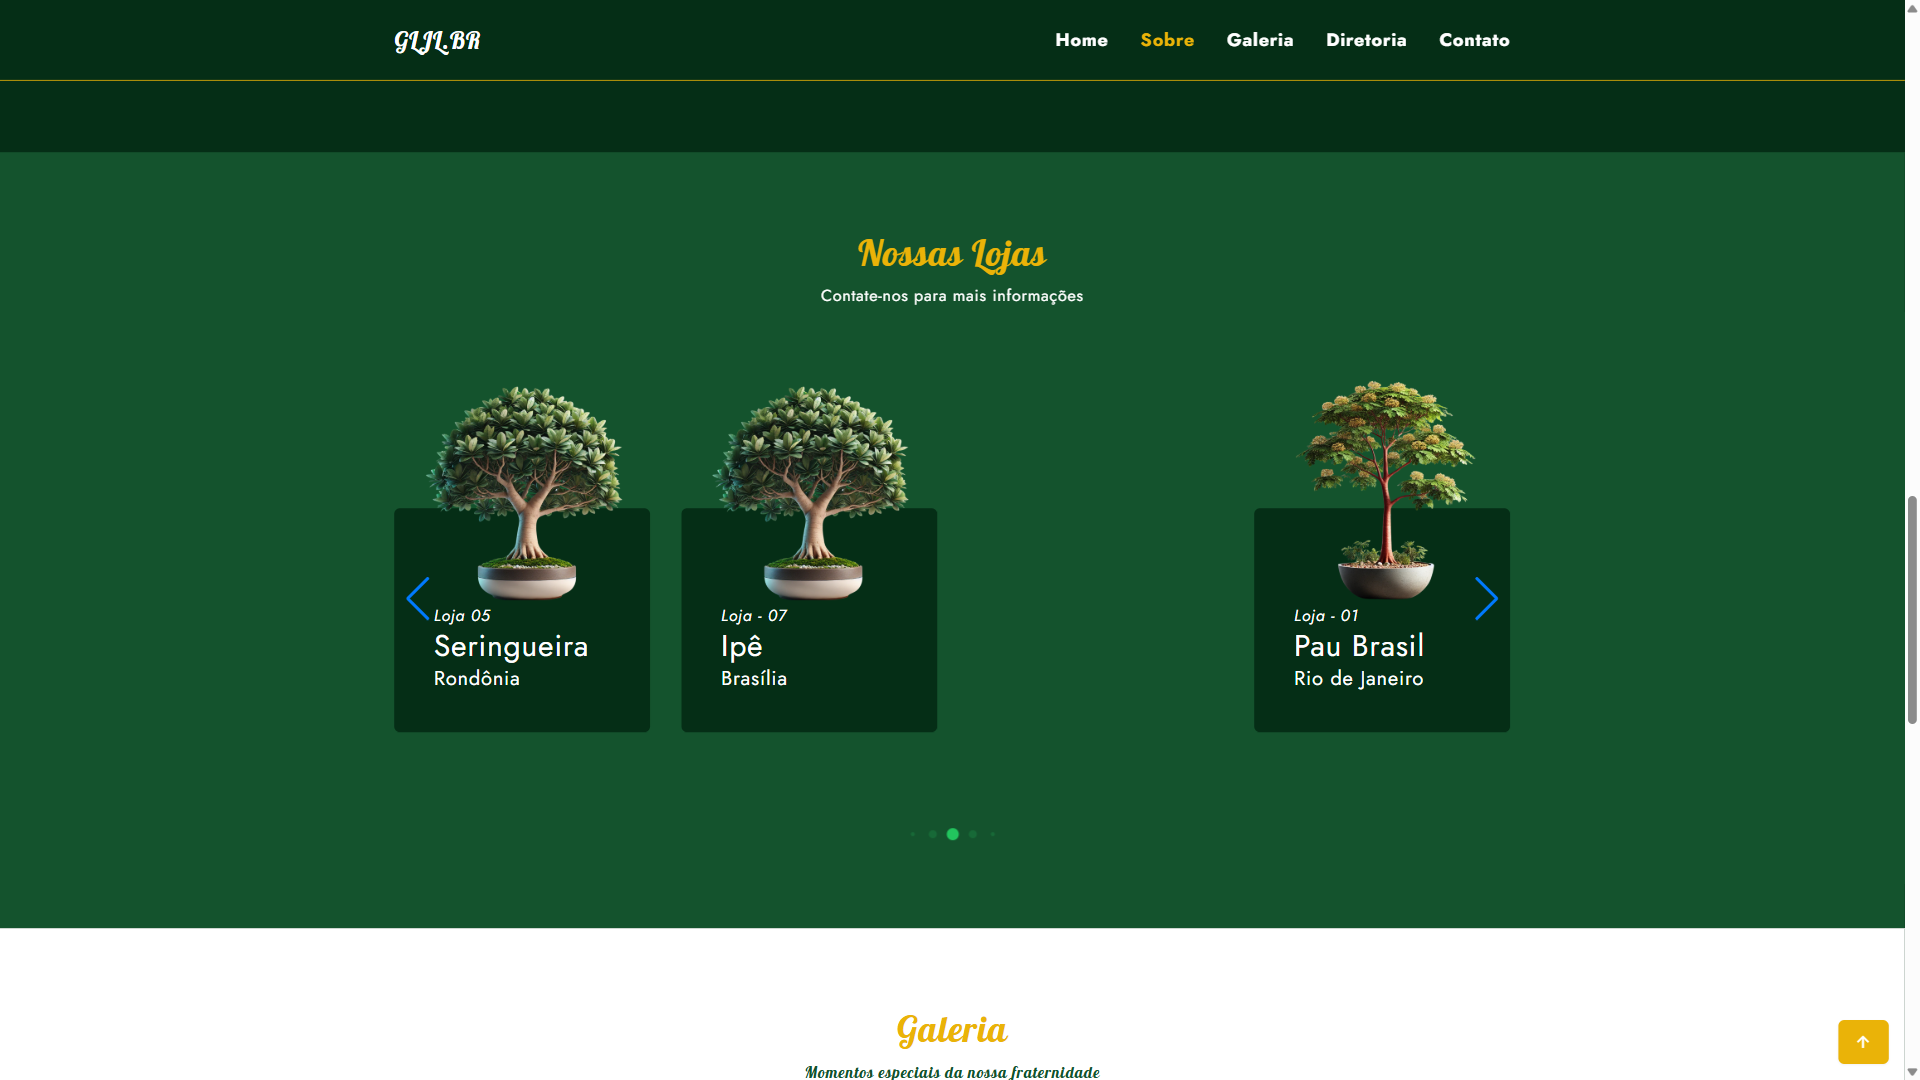 GLJL.BR
Home Sobre Galeria Diretoria Contato
Nossas Lojas
Contate-nos para mais informações
Loja 05
Seringueira
Rondônia
Loja - 07
Ipê
Brasília
Loja - 01
Pau Brasil
Rio de Janeiro
Galeria
Momentos especiais da nossa fraternidade